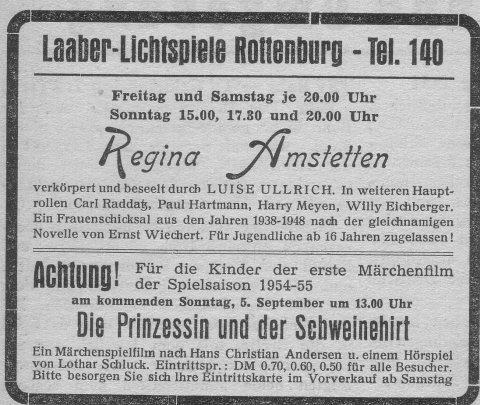 Laaber-Lichtspiele Rottenburg - Tel. 140
Freitag und Samstag je 20.00 Uhr
Sonntag 15.00, 17.30 und 20.00 Uhr
Regina Amstetten
verkörpert und beseelt durch LUISE ULLRICH. In weiteren Haupt-
rollen Carl Raddatz, Paul Hartmann, Harry Meyen, Willy Eichberger.
Ein Frauenschicksal aus den Jahren 1938-1948 nach der gleichnamigen
Novelle von Ernst Wiechert. Für Jugendliche ab 16 Jahren zugelassen!
Achtung! Für die Kinder der erste Märchenfilm
der Spielsaison 1954-55
am kommenden Sonntag, 5. September um 13.00 Uhr
Die Prinzessin und der Schweinehirt
Ein Märchenspielfilm nach Hans Christian Andersen u. einem Hörspiel
von Lothar Schluck. Eintrittspr.: DM 0.70, 0.60, 0.50 für alle Besucher.
Bitte besorgen Sie sich Ihre Eintrittskarte im Vorverkauf ab Samstag